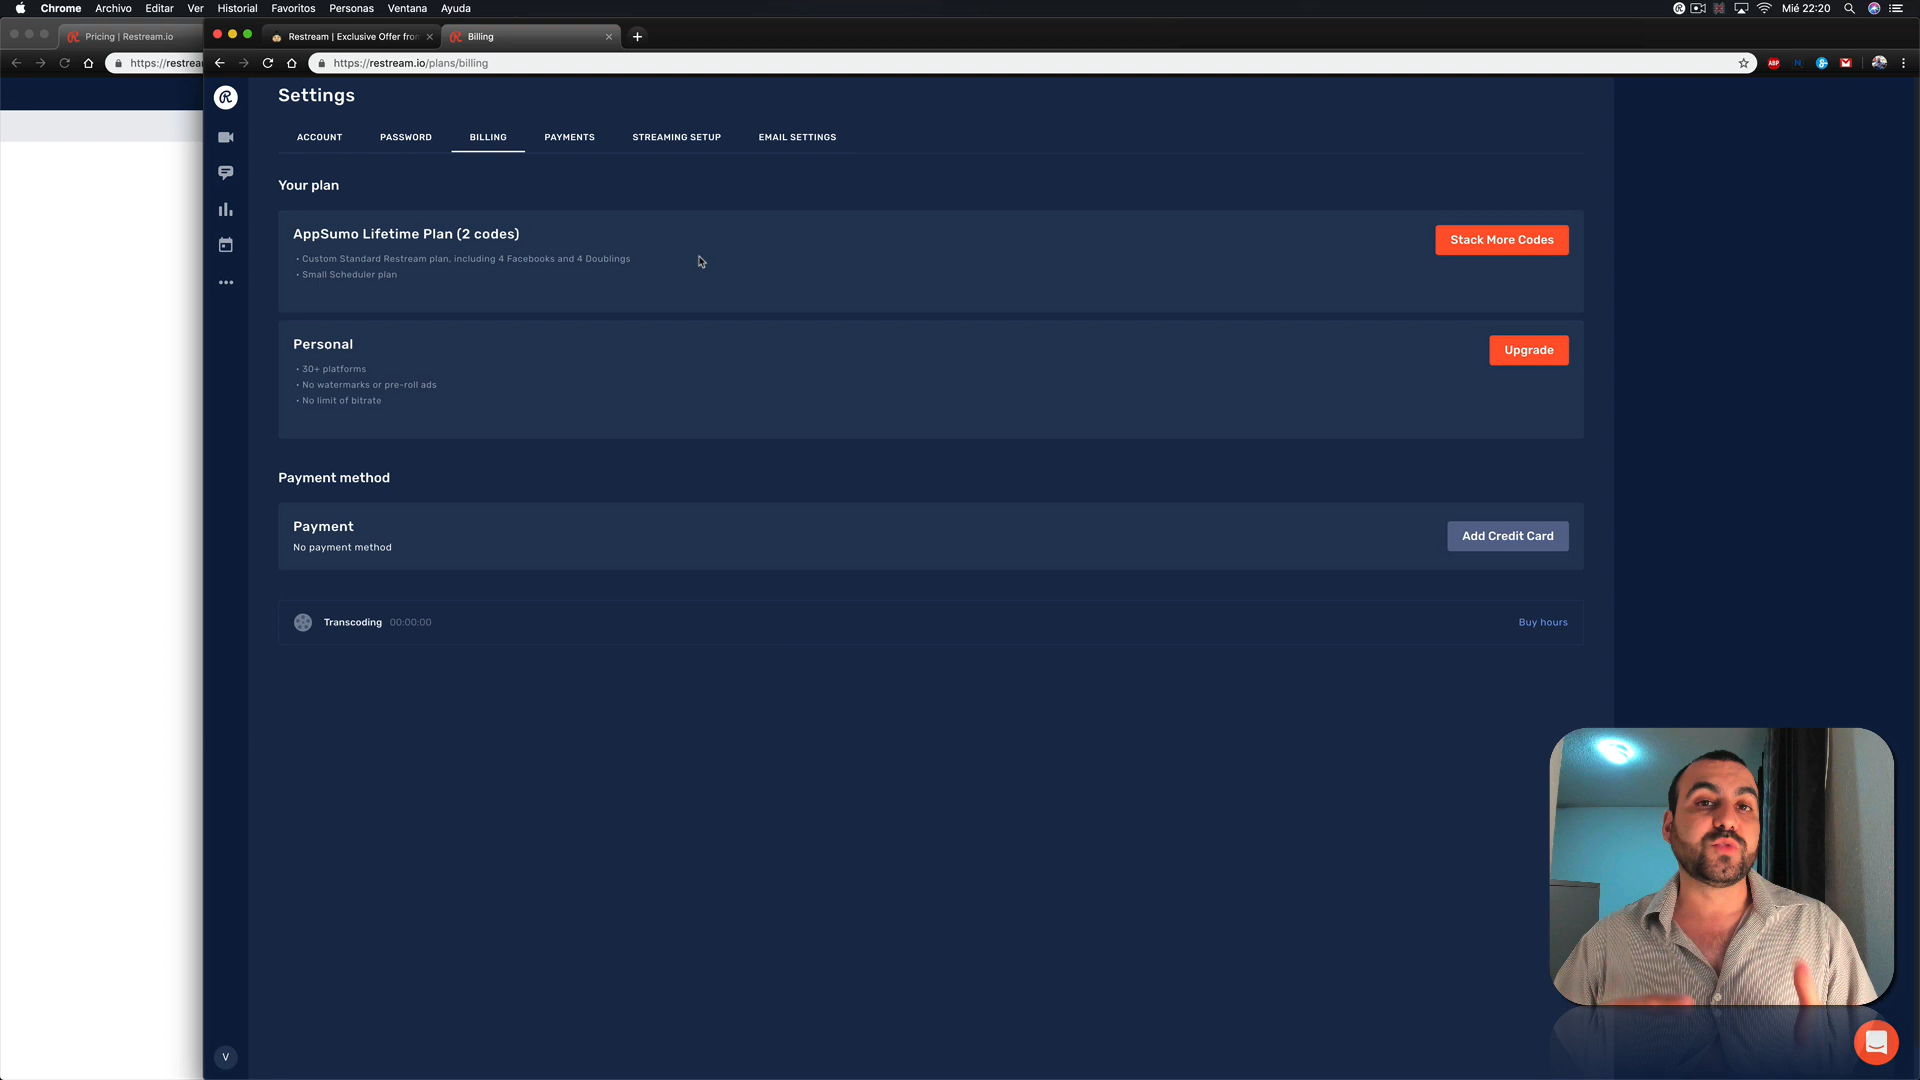 Chrome Archivo Editar Ver Historial Favoritos Personas Ventana Ayuda Mié 22:20
Pricing | Restream.io
Restream | Exclusive Offer from
Billing
https://restrea
https://restream.io/plans/billing
ABP
Settings
ACCOUNT PASSWORD BILLING PAYMENTS STREAMING SETUP EMAIL SETTINGS
Your plan
AppSumo Lifetime Plan (2 codes)
Stack More Codes
• Custom Standard Restream plan, including 4 Facebooks and 4 Doublings
• Small Scheduler plan
Personal
Upgrade
• 30+ platforms
• No watermarks or pre-roll ads
• No limit of bitrate
Payment method
Payment
No payment method
Add Credit Card
Transcoding 00:00:00
Buy hours
V